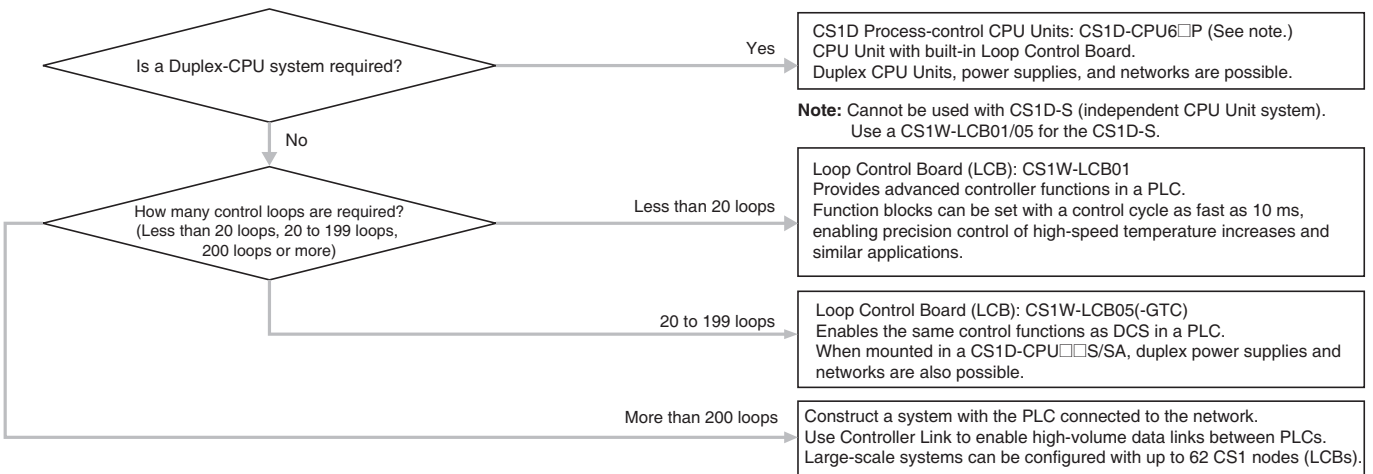 Is a Duplex-CPU system required?
Yes
CS1D Process-control CPU Units: CS1D-CPU6□P (See note.)
CPU Unit with built-in Loop Control Board.
Duplex CPU Units, power supplies, and networks are possible.
Note: Cannot be used with CS1D-S (independent CPU Unit system).
Use a CS1W-LCB01/05 for the CS1D-S.
No
How many control loops are required?
(Less than 20 loops, 20 to 199 loops,
200 loops or more)
Less than 20 loops
Loop Control Board (LCB): CS1W-LCB01
Provides advanced controller functions in a PLC.
Function blocks can be set with a control cycle as fast as 10 ms,
enabling precision control of high-speed temperature increases and
similar applications.
20 to 199 loops
Loop Control Board (LCB): CS1W-LCB05(-GTC)
Enables the same control functions as DCS in a PLC.
When mounted in a CS1D-CPU□□S/SA, duplex power supplies and
networks are also possible.
More than 200 loops
Construct a system with the PLC connected to the network.
Use Controller Link to enable high-volume data links between PLCs.
Large-scale systems can be configured with up to 62 CS1 nodes (LCBs).